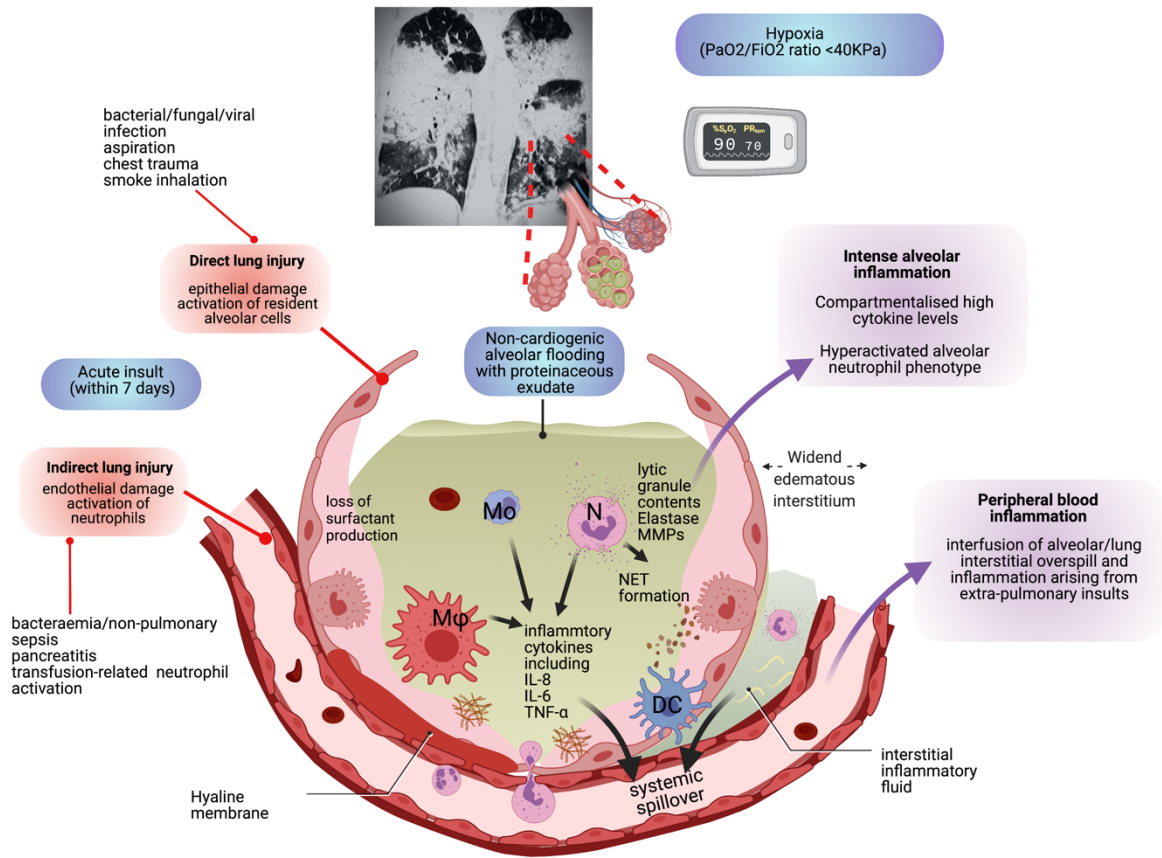 Hypoxia
(PaO2/FiO2 ratio <40KPa)
%SpO2 PRbpm
90 70
bacterial/fungal/viral
infection
aspiration
chest trauma
smoke inhalation
Direct lung injury
epithelial damage
activation of resident
alveolar cells
Intense alveolar
inflammation
Compartmentalised high
cytokine levels
Hyperactivated alveolar
neutrophil phenotype
Non-cardiogenic
alveolar flooding
with proteinaceous
exudate
Acute insult
(within 7 days)
Indirect lung injury
endothelial damage
activation of
neutrophils
bacteraemia/non-pulmonary
sepsis
pancreatitis
transfusion-related neutrophil
activation
loss of
surfactant
production
Mo
N
lytic
granule
contents
Elastase
MMPs
NET
formation
Mφ
inflammtory
cytokines
including
IL-8
IL-6
TNF-α
DC
Widend
edematous
interstitium
Peripheral blood
inflammation
interfusion of alveolar/lung
interstitial overspill and
inflammation arising from
extra-pulmonary insults
systemic
spillover
interstitial
inflammatory
fluid
Hyaline
membrane